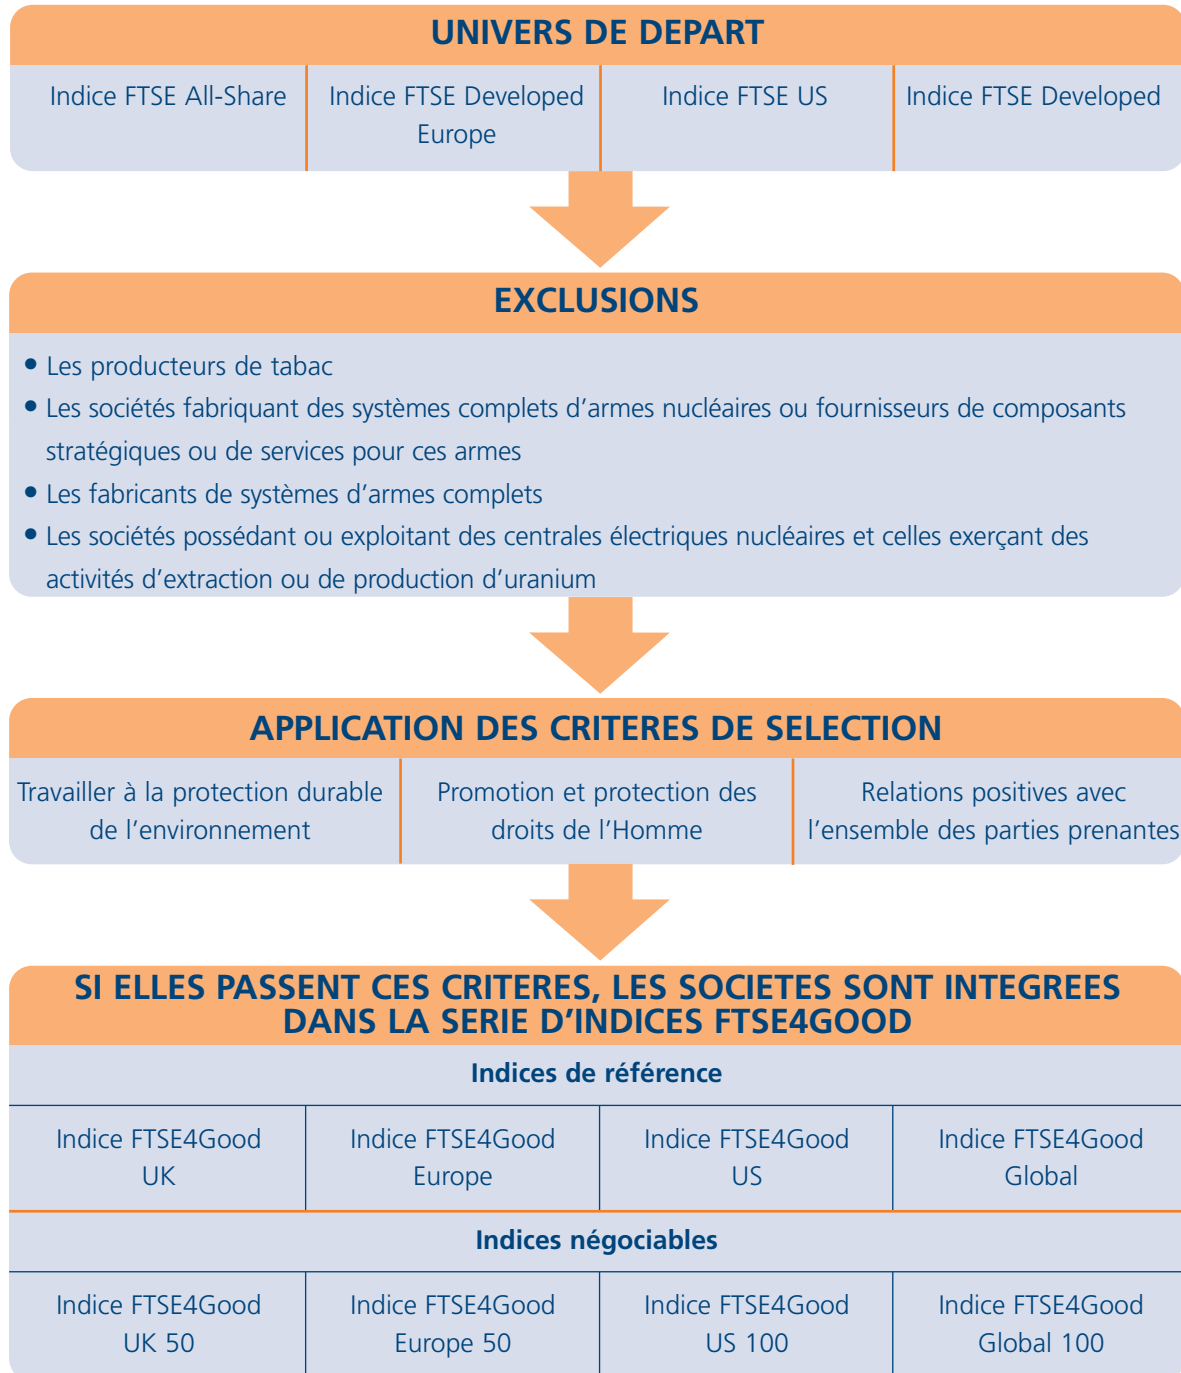 UNIVERS DE DEPART
Indice FTSE All-Share
Indice FTSE Developed
Europe
Indice FTSE US
Indice FTSE Developed
EXCLUSIONS
• Les producteurs de tabac
• Les sociétés fabriquant des systèmes complets d’armes nucléaires ou fournisseurs de composants
stratégiques ou de services pour ces armes
• Les fabricants de systèmes d’armes complets
• Les sociétés possédant ou exploitant des centrales électriques nucléaires et celles exerçant des
activités d’extraction ou de production d’uranium
APPLICATION DES CRITERES DE SELECTION
Travailler à la protection durable
de l’environnement
Promotion et protection des
droits de l’Homme
Relations positives avec
l’ensemble des parties prenantes
SI ELLES PASSENT CES CRITERES, LES SOCIETES SONT INTEGREES
DANS LA SERIE D’INDICES FTSE4GOOD
Indices de référence
Indice FTSE4Good
UK
Indice FTSE4Good
Europe
Indice FTSE4Good
US
Indice FTSE4Good
Global
Indices négociables
Indice FTSE4Good
UK 50
Indice FTSE4Good
Europe 50
Indice FTSE4Good
US 100
Indice FTSE4Good
Global 100